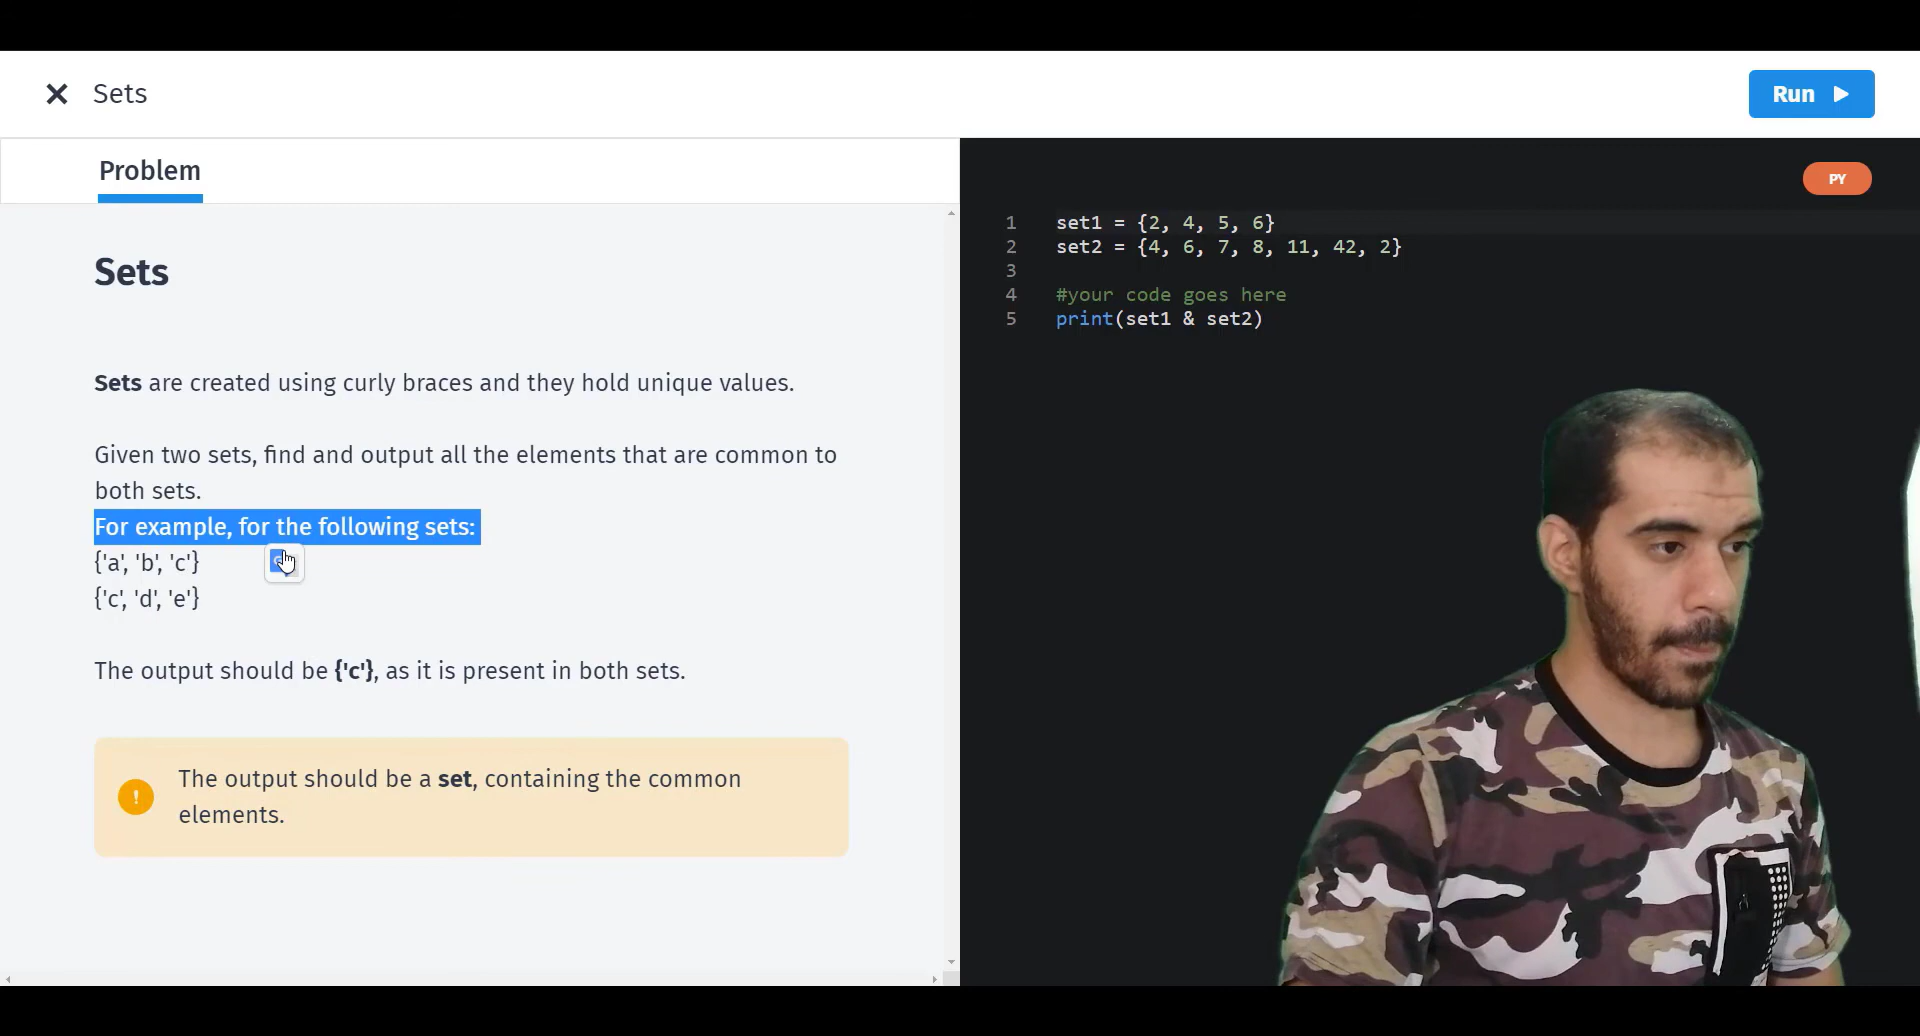 Sets
Run
Problem
PY
Sets
Sets are created using curly braces and they hold unique values.
Given two sets, find and output all the elements that are common to
both sets.
For example, for the following sets:
{'a', 'b', 'c'}
{'c', 'd', 'e'}
The output should be {'c'}, as it is present in both sets.
The output should be a set, containing the common
elements.
1 set1 = {2, 4, 5, 6}
2 set2 = {4, 6, 7, 8, 11, 42, 2}
3
4 #your code goes here
5 print(set1 & set2)